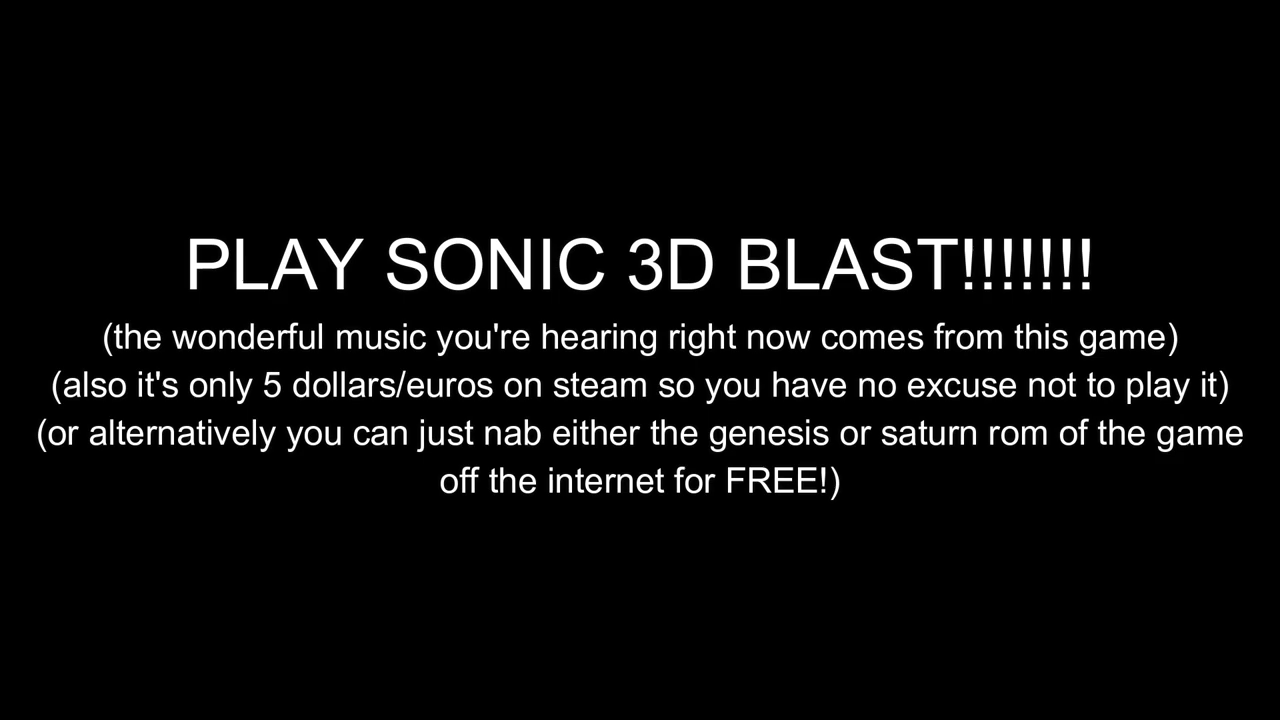 PLAY SONIC 3D BLAST!!!!!!!
(the wonderful music you're hearing right now comes from this game)
(also it's only 5 dollars/euros on steam so you have no excuse not to play it)
(or alternatively you can just nab either the genesis or saturn rom of the game
off the internet for FREE!)